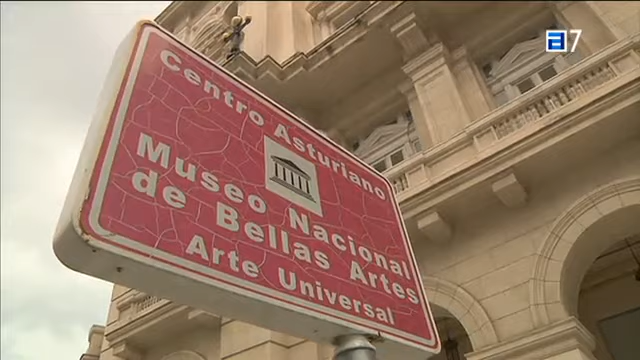 a7
Centro Asturiano
Museo Nacional
de Bellas Artes
Arte Universal